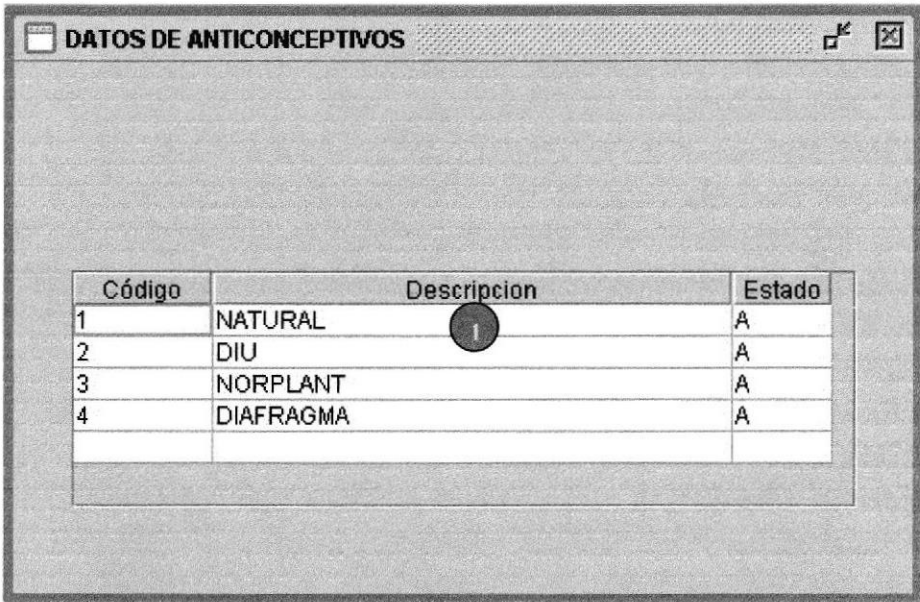 DATOS DE ANTICONCEPTIVOS
Código Descripcion Estado
1 NATURAL A
1
2 DIU A
3 NORPLANT A
4 DIAFRAGMA A